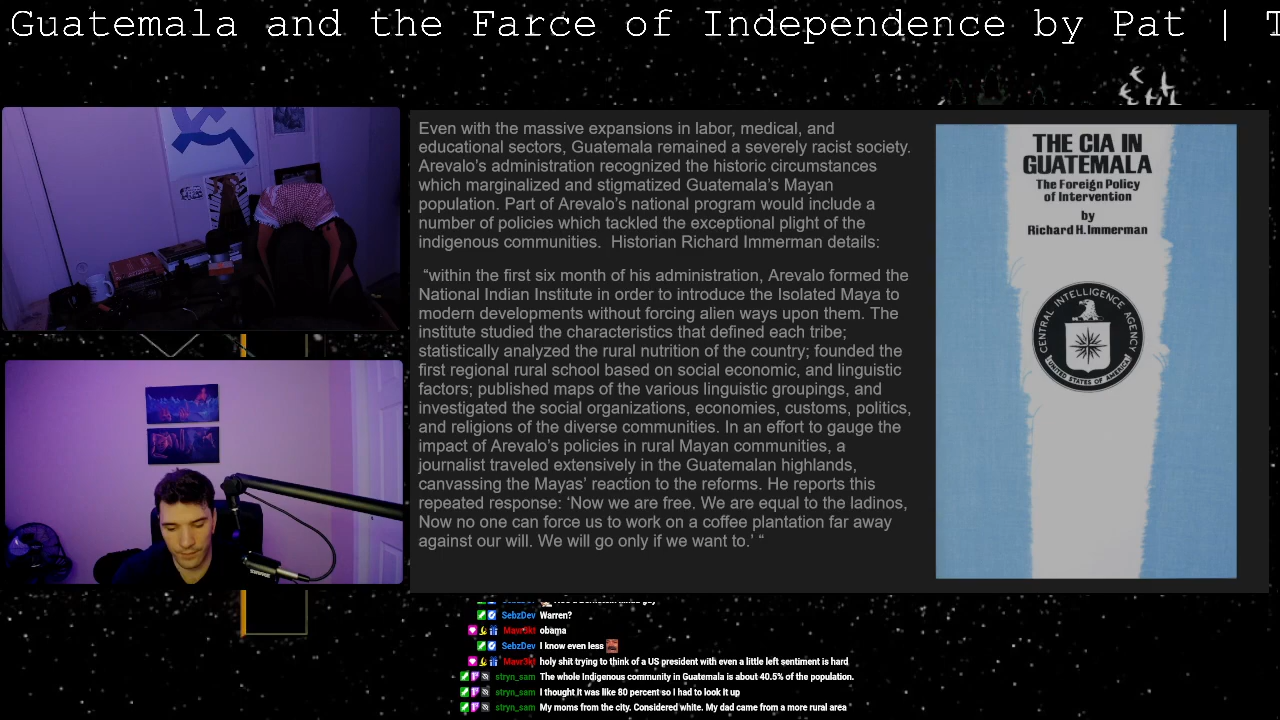 Guatemala and the Farce of Independence by Pat | T
Even with the massive expansions in labor, medical, and
educational sectors, Guatemala remained a severely racist society.
Arevalo's administration recognized the historic circumstances
which marginalized and stigmatized Guatemala's Mayan
population. Part of Arevalo's national program would include a
number of policies which tackled the exceptional plight of the
indigenous communities. Historian Richard Immerman details:
“within the first six month of his administration, Arevalo formed the
National Indian Institute in order to introduce the Isolated Maya to
modern developments without forcing alien ways upon them. The
institute studied the characteristics that defined each tribe;
statistically analyzed the rural nutrition of the country; founded the
first regional rural school based on social economic, and linguistic
factors; published maps of the various linguistic groupings, and
investigated the social organizations, economies, customs, politics,
and religions of the diverse communities. In an effort to gauge the
impact of Arevalo's policies in rural Mayan communities, a
journalist traveled extensively in the Guatemalan highlands,
canvassing the Mayas' reaction to the reforms. He reports this
repeated response: ‘Now we are free. We are equal to the ladinos,
Now no one can force us to work on a coffee plantation far away
against our will. We will go only if we want to.’ “
THE CIA IN
GUATEMALA
The Foreign Policy
of Intervention
by
Richard H. Immerman
CENTRAL INTELLIGENCE AGENCY
UNITED STATES OF AMERICA
SHURE
SebzDev Warren?
obama
SebzDev I know even less
holy shit trying to think of a US president with even a little left sentiment is hard
stryn_sam The whole Indigenous community in Guatemala is about 40.5% of the population.
stryn_sam I thought it was like 80 percent so I had to look it up
stryn_sam My moms from the city. Considered white. My dad came from a more rural area